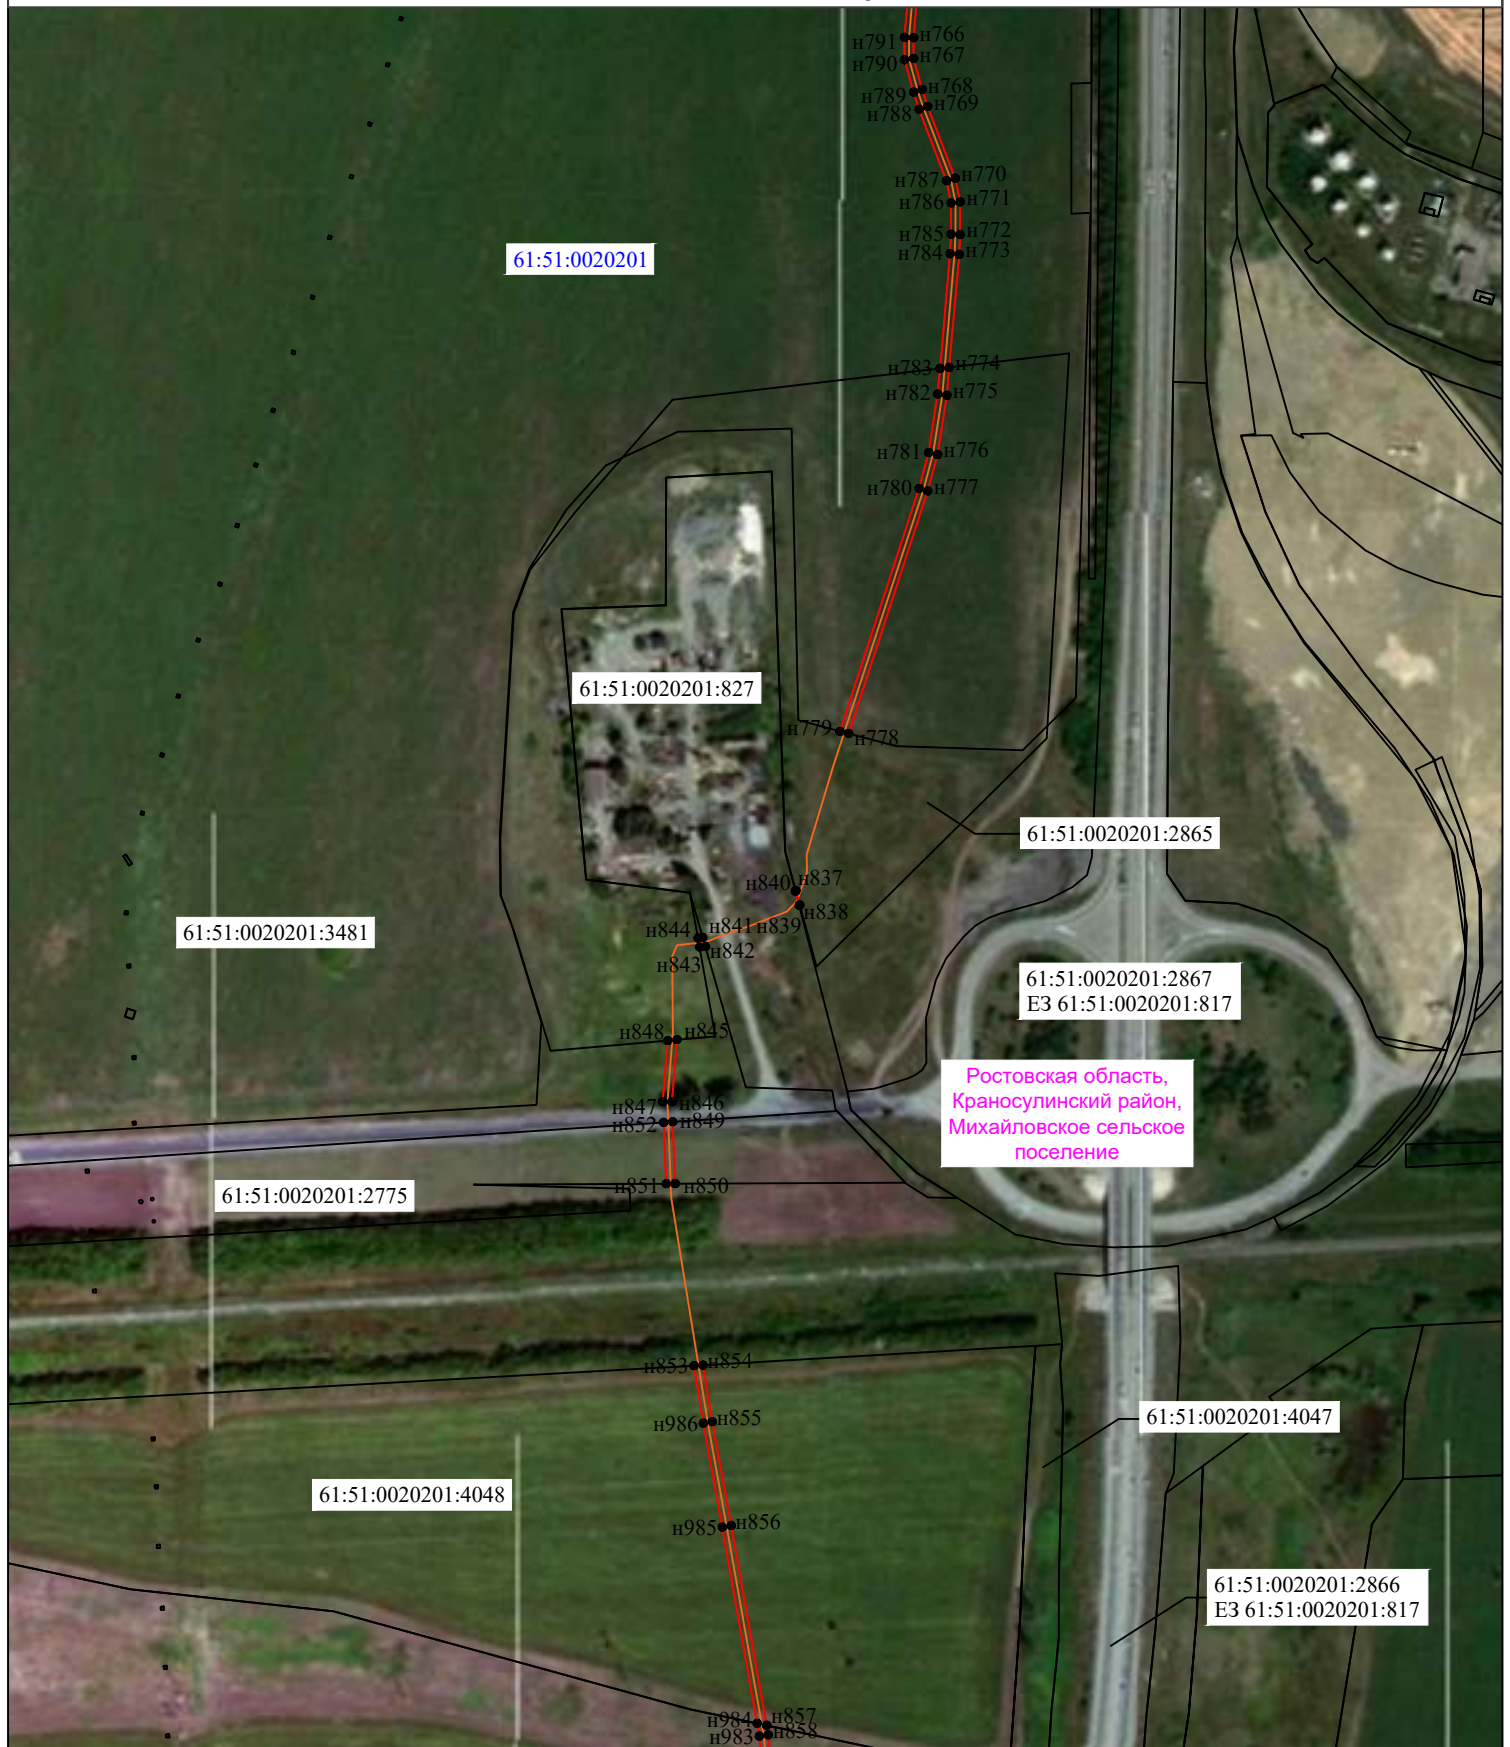 н791
н766
н790
н767
н789
н768
н788
н769
н787
н770
н786
н771
н785
н772
н784
н773
61:51:0020201
н783
н774
н782
н775
н781
н776
н780
н777
61:51:0020201:827
н779
н778
61:51:0020201:2865
н840
н837
н838
н844
н841
н839
н843
н842
61:51:0020201:3481
61:51:0020201:2867
ЕЗ 61:51:0020201:817
н848
н845
Ростовская область,
Краносулинский район,
Михайловское сельское
поселение
н847
н846
н852
н849
н851
н850
61:51:0020201:2775
н853
н854
н986
н855
61:51:0020201:4047
61:51:0020201:4048
н985
н856
61:51:0020201:2866
ЕЗ 61:51:0020201:817
н984
н857
н983
н858